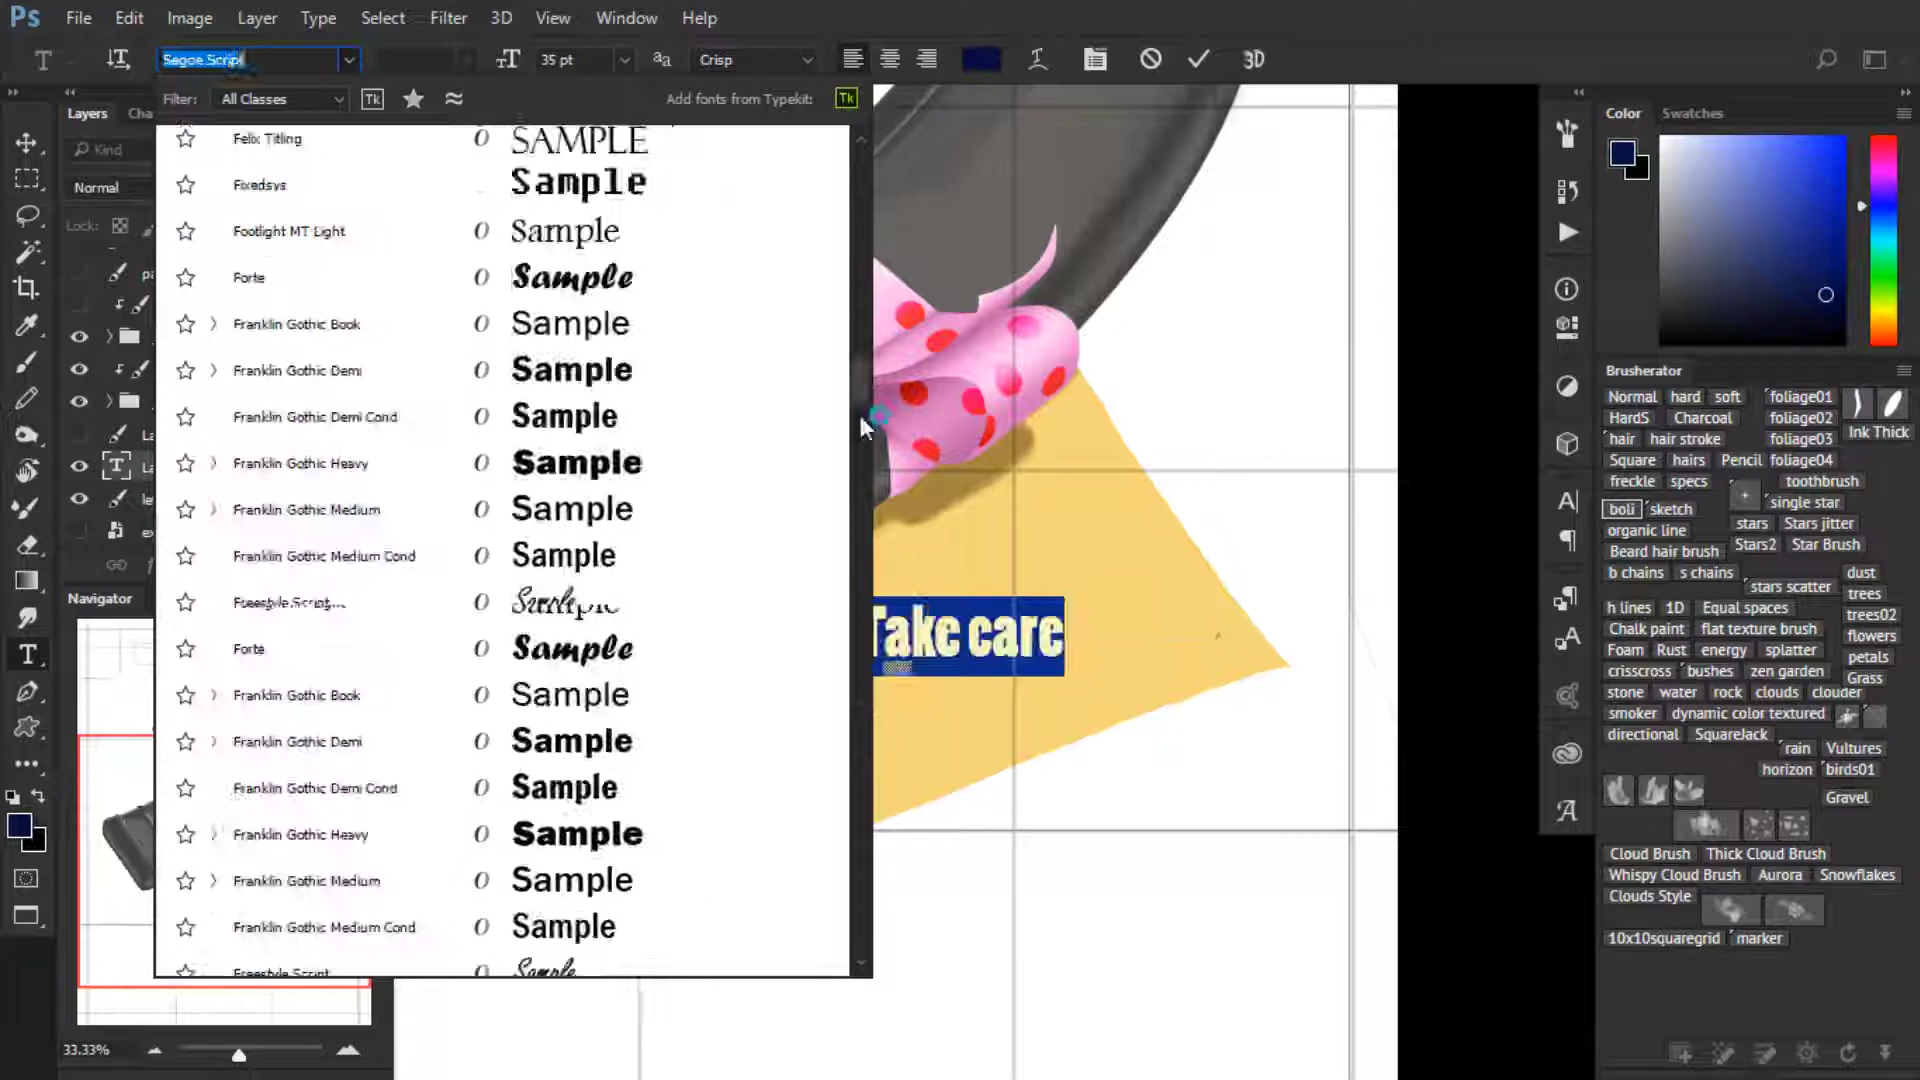 Ps File Edit Image Layer Type Select Filter 3D View Window Help
T Segoe Script 35 pt aa Crisp 3D
Layers Cha
Filter: All Classes Tk Add fonts from Typekit: Tk
Color Swatches
Kind
Normal
Lock:
Felix Titling O SAMPLE
Fixedsys Sample
Footlight MT Light O Sample
Forte O Sample
Franklin Gothic Book O Sample
Franklin Gothic Demi O Sample
Franklin Gothic Demi Cond O Sample
Franklin Gothic Heavy O Sample
Franklin Gothic Medium O Sample
Franklin Gothic Medium Cond O Sample
Freestyle Script O Sample
Forte O Sample
Franklin Gothic Book O Sample
Franklin Gothic Demi O Sample
Franklin Gothic Demi Cond O Sample
Franklin Gothic Heavy O Sample
Franklin Gothic Medium O Sample
Franklin Gothic Medium Cond O Sample
Freestyle Script O Sample
Take care
Navigator
33.33%
Brusherator
Normal hard soft foliage01
HardS Charcoal foliage02
Ink Thick
hair hair stroke foliage03
Square hairs Pencil foliage04
freckle specs toothbrush
single star
boli sketch
stars Stars jitter
organic line
Stars2 Star Brush
Beard hair brush
b chains s chains dust
stars scatter
trees
h lines 1D Equal spaces
trees02
Chalk paint flat texture brush flowers
Foam Rust energy splatter petals
crisscross bushes zen garden Grass
stone water rock clouds clouder
smoker dynamic color textured
directional SquareJack
rain Vultures
horizon birds01
Gravel
Cloud Brush Thick Cloud Brush
Whispy Cloud Brush Aurora Snowflakes
Clouds Style
10x10squaregrid marker